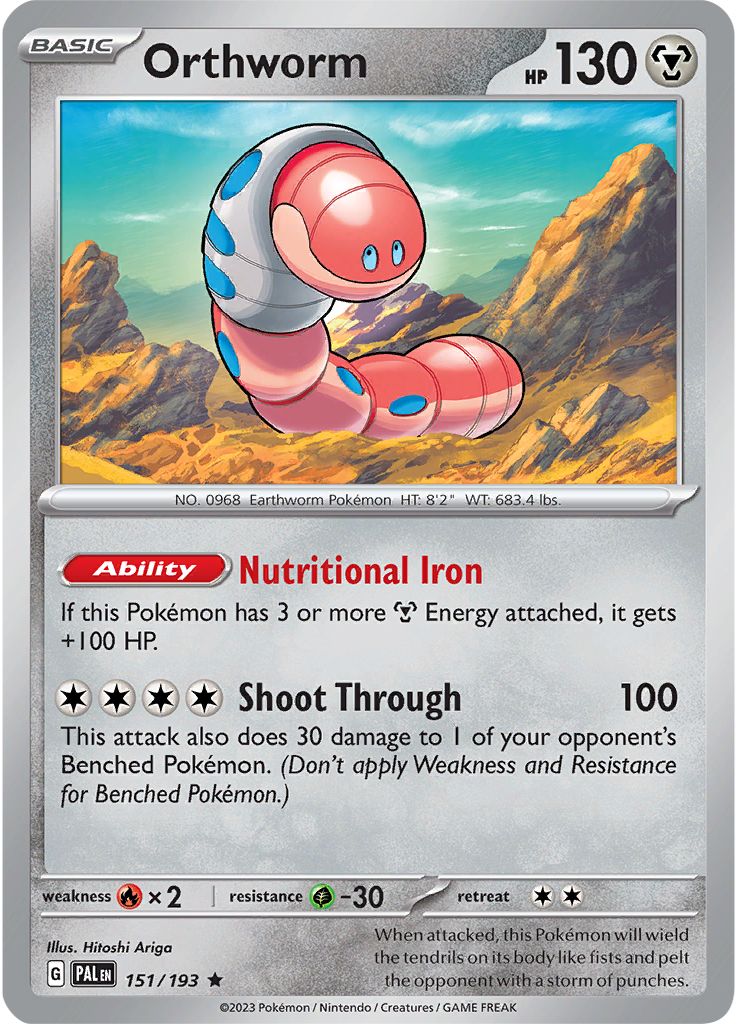 BASIC Orthworm HP 130
NO. 0968 Earthworm Pokémon HT: 8'2" WT: 683.4 lbs.
Ability Nutritional Iron
If this Pokémon has 3 or more Energy attached, it gets
+100 HP.
Shoot Through 100
This attack also does 30 damage to 1 of your opponent's
Benched Pokémon. (Don't apply Weakness and Resistance
for Benched Pokémon.)
weakness ×2 resistance -30 retreat
Illus. Hitoshi Ariga
G PAL EN 151/193 ★
When attacked, this Pokémon will wield
the tendrils on its body like fists and pelt
the opponent with a storm of punches.
©2023 Pokémon / Nintendo / Creatures / GAME FREAK